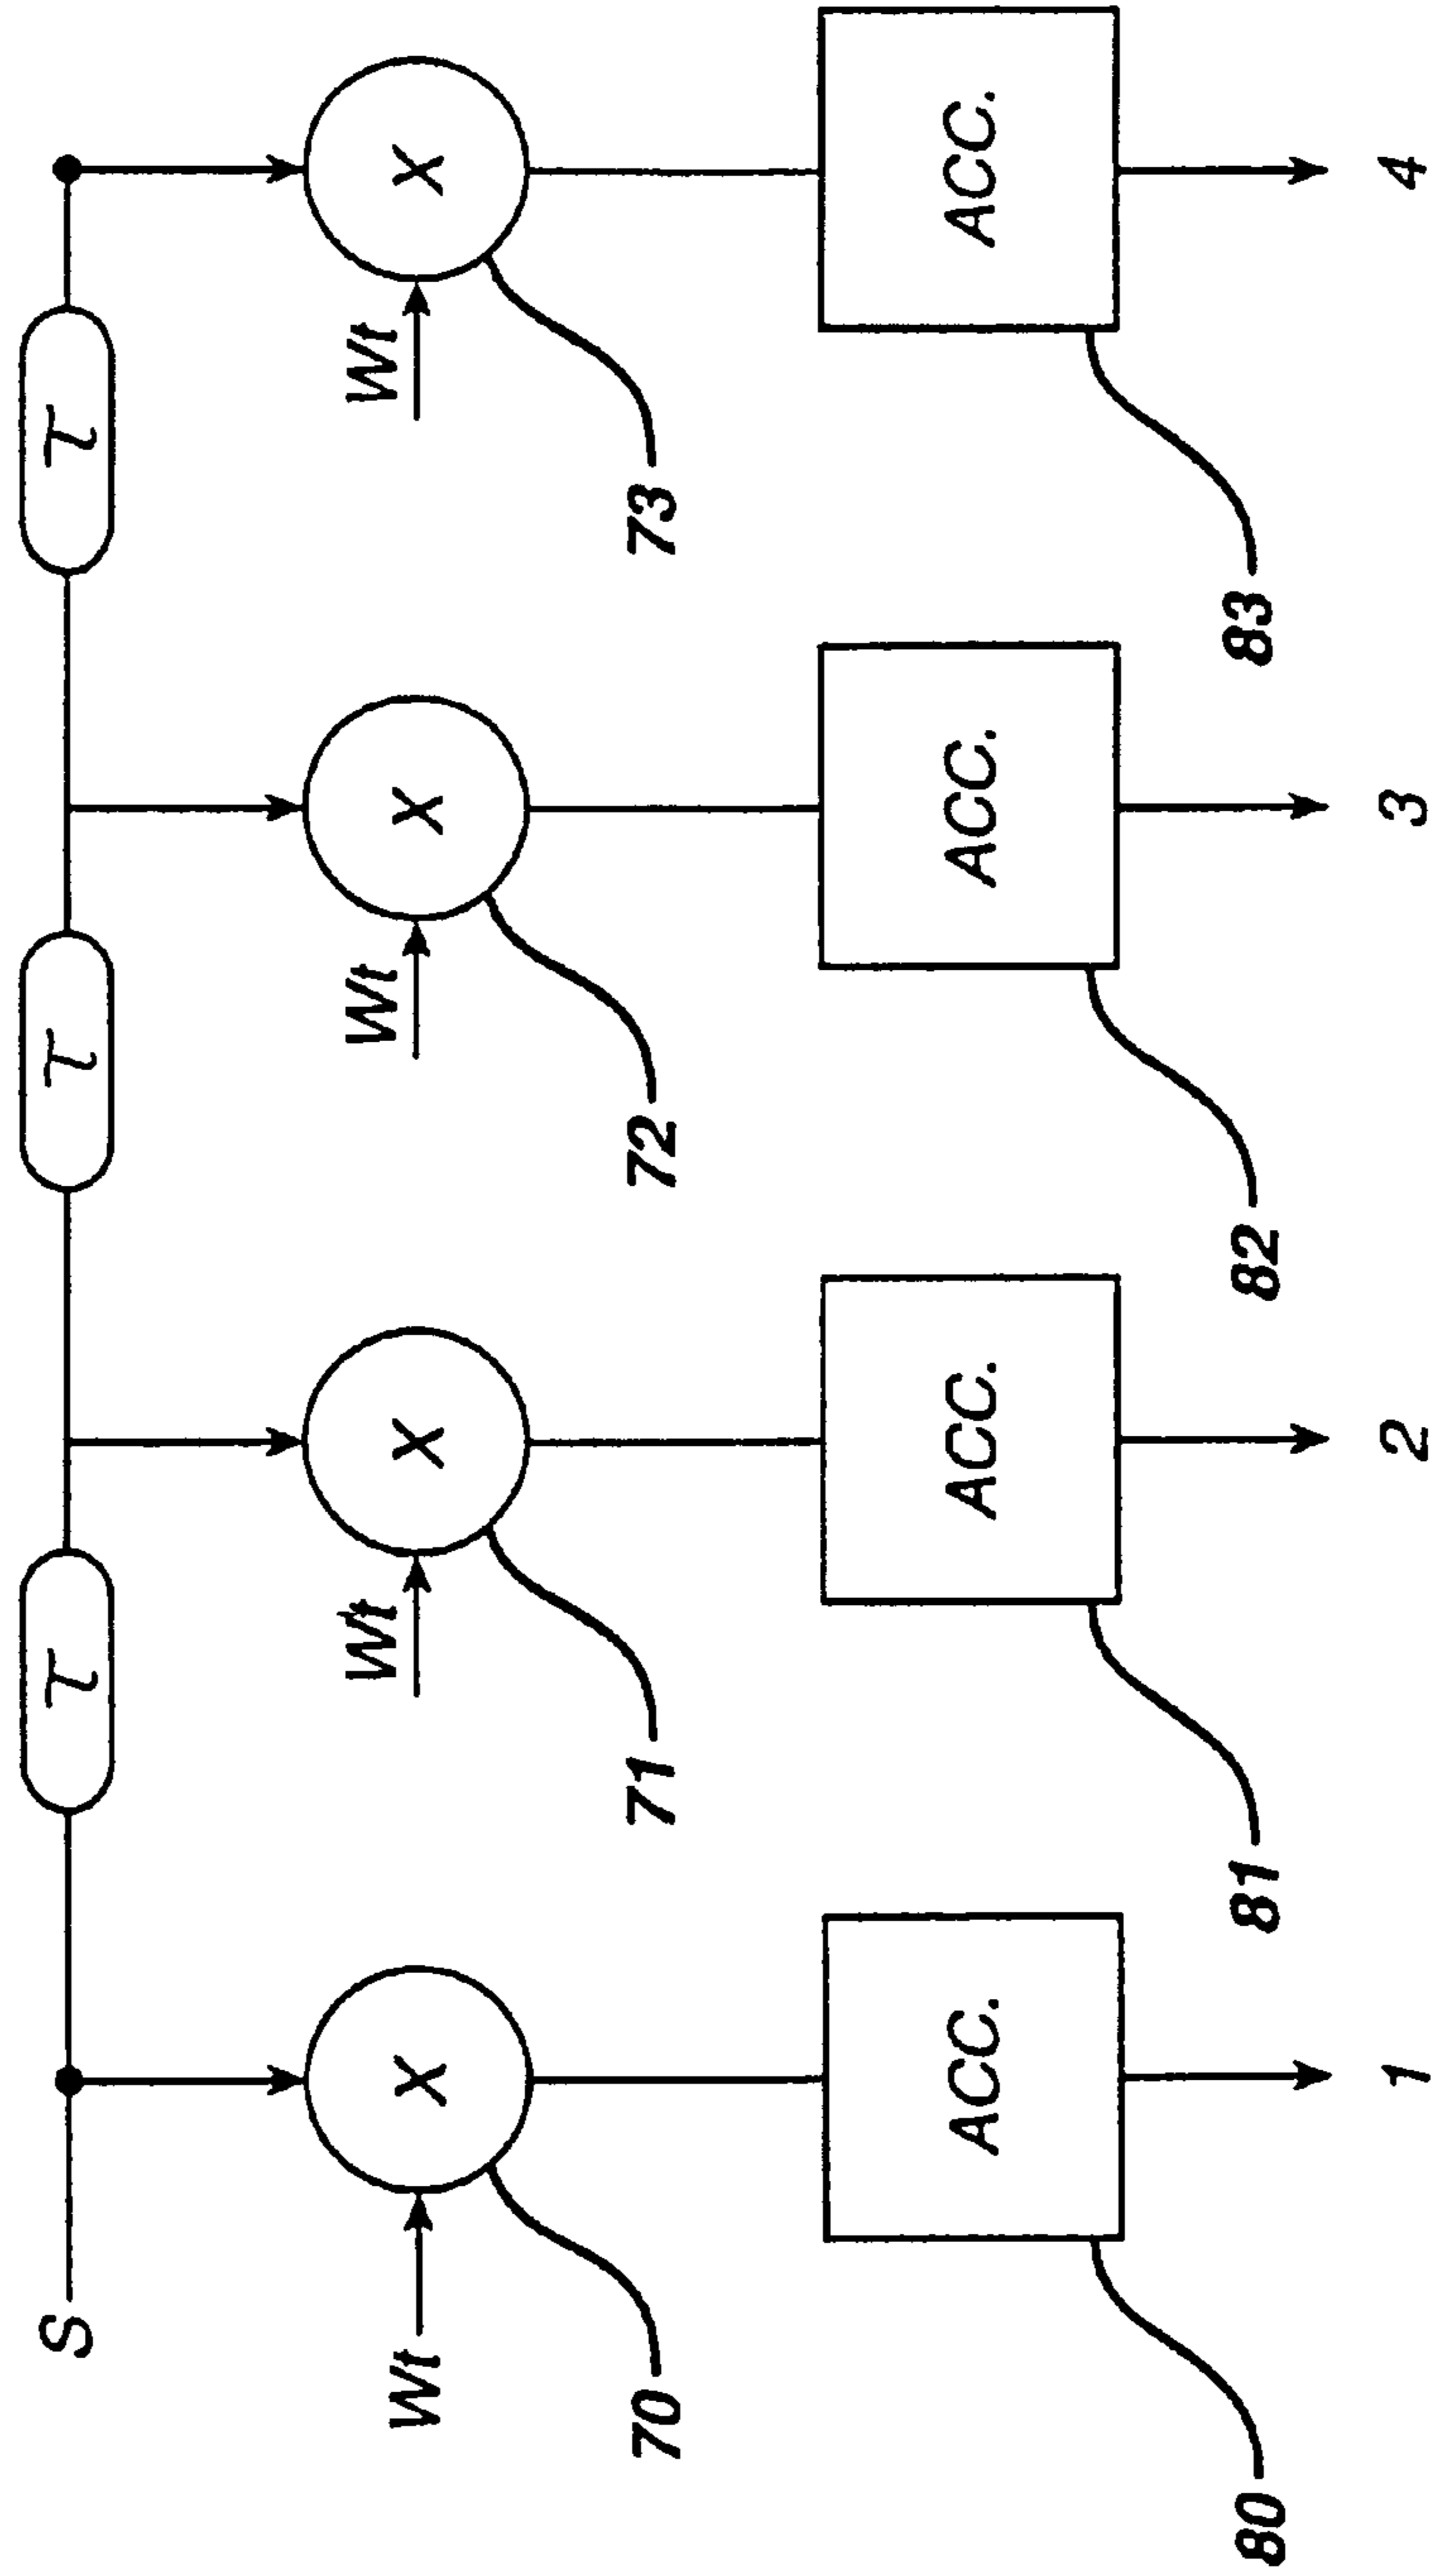 S
τ
τ
τ
Wt
X
Wt
X
Wt
X
Wt
X
70
71
72
73
ACC.
ACC.
ACC.
ACC.
80
81
82
83
1
2
3
4